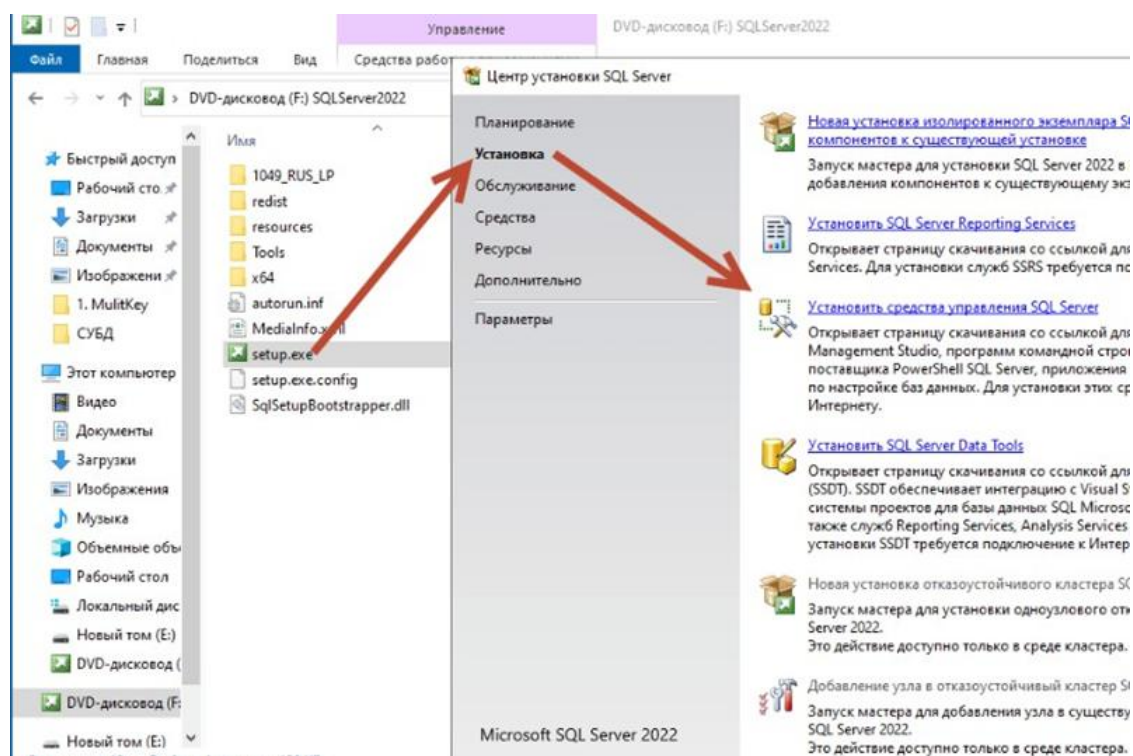 Управление
DVD-дисковод (F:) SQLServer2022
Файл
Главная
Поделиться
Вид
Средства работ
DVD-дисковод (F:) SQLServer2022
Имя
Быстрый доступ
Рабочий сто
Загрузки
Документы
Изображени
1. MulitKey
СУБД
Этот компьютер
Видео
Документы
Загрузки
Изображения
Музыка
Объемные объ
Рабочий стол
Локальный дис
Новый том (E:)
DVD-дисковод (
DVD-дисковод (F:
Новый том (E:)
1049_RUS_LP
redist
resources
Tools
x64
autorun.inf
MediaInfo.x
setup.exe
setup.exe.config
SqlSetupBootstrapper.dll
Центр установки SQL Server
Планирование
Установка
Обслуживание
Средства
Ресурсы
Дополнительно
Параметры
Microsoft SQL Server 2022
Новая установка изолированного экземпляра SC
компонентов к существующей установке
Запуск мастера для установки SQL Server 2022 в
добавления компонентов к существующему экз
Установить SQL Server Reporting Services
Открывает страницу скачивания со ссылкой для
Services. Для установки служб SSRS требуется по
Установить средства управления SQL Server
Открывает страницу скачивания со ссылкой для
Management Studio, программ командной стро
поставщика PowerShell SQL Server, приложения
по настройке баз данных. Для установки этих ср
Интернету.
Установить SQL Server Data Tools
Открывает страницу скачивания со ссылкой для
(SSDT). SSDT обеспечивает интеграцию с Visual S
системы проектов для базы данных SQL Microso
также служб Reporting Services, Analysis Services
установки SSDT требуется подключение к Интер
Новая установка отказоустойчивого кластера SC
Запуск мастера для установки одноузлового отк
Server 2022.
Это действие доступно только в среде кластера.
Добавление узла в отказоустойчивый кластер SC
Запуск мастера для добавления узла в существу
SQL Server 2022.
Это действие доступно только в среде кластера.